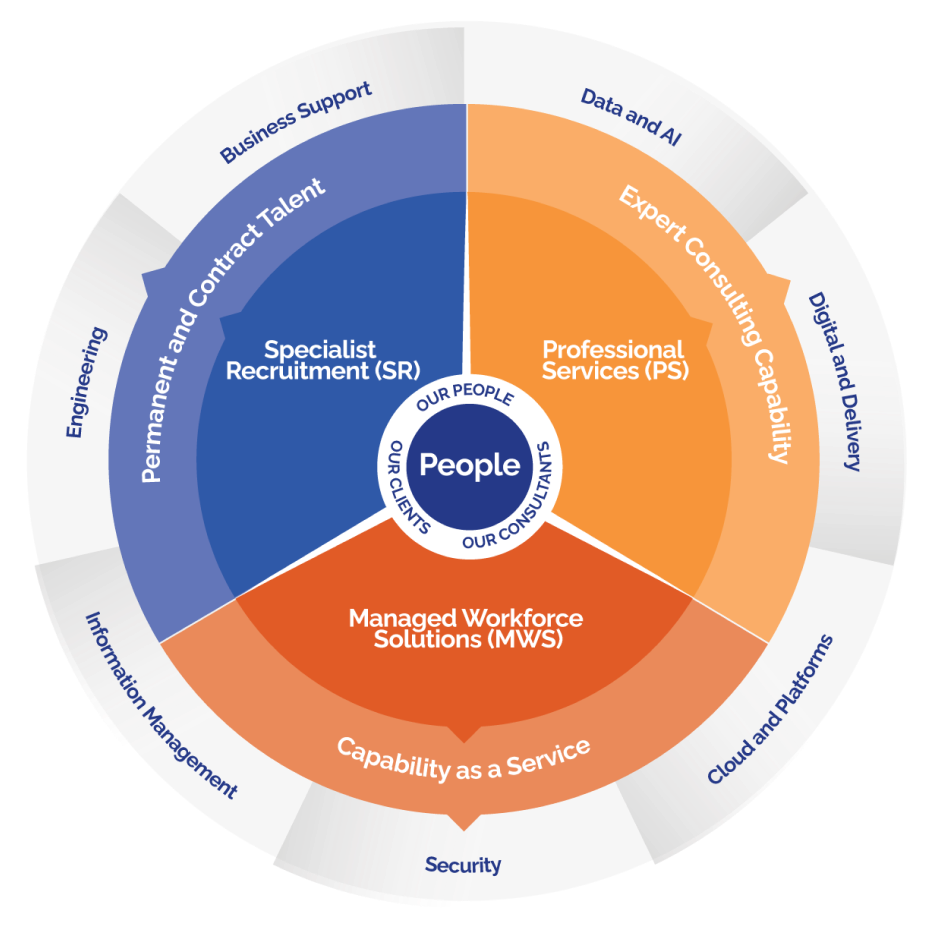 Business Support
Data and AI
Permanent and Contract Talent
Expert Consulting Capability
Engineering
Digital and Delivery
Specialist
Recruitment (SR)
Professional
Services (PS)
OUR PEOPLE
People
OUR CLIENTS
OUR CONSULTANTS
Managed Workforce
Solutions (MWS)
Information Management
Cloud and Platforms
Capability as a Service
Security